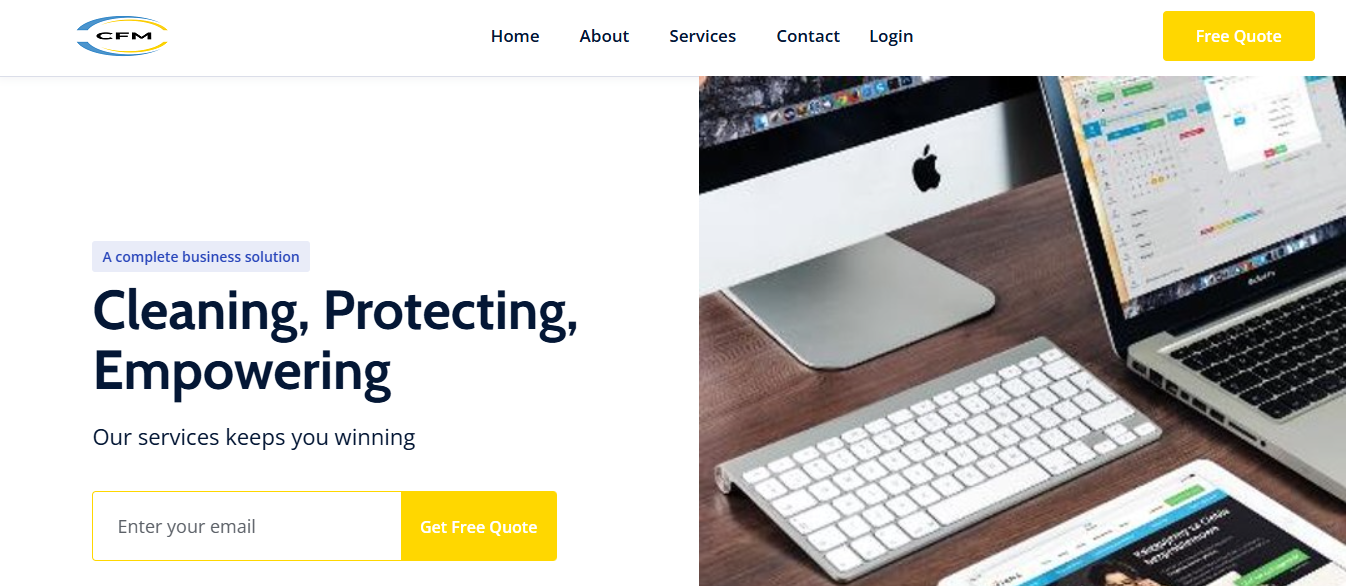 CFM
Home About Services Contact Login
Free Quote
A complete business solution
Cleaning, Protecting,
Empowering
Our services keeps you winning
Enter your email
Get Free Quote